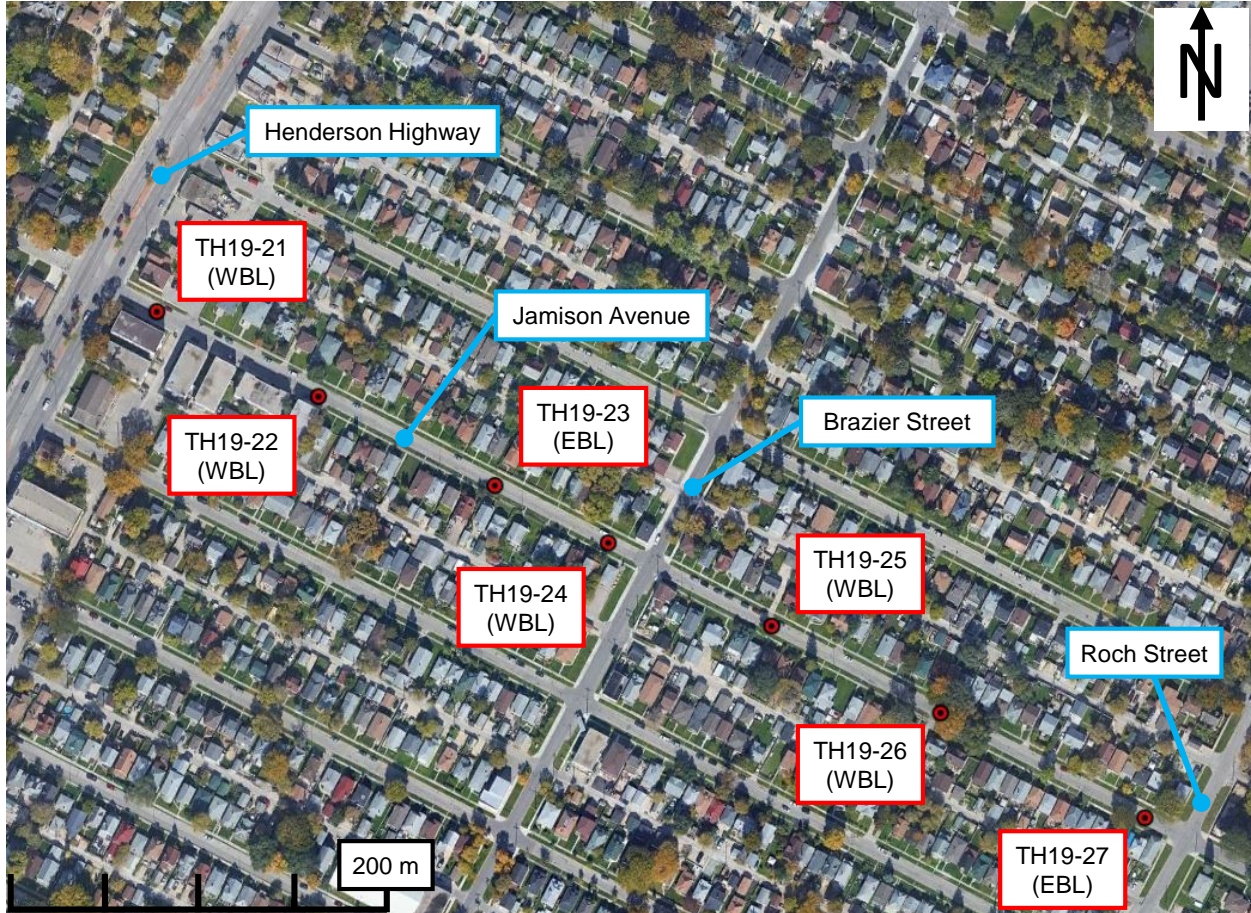 N
Henderson Highway
TH19-21
(WBL)
Jamison Avenue
TH19-23
(EBL)
Brazier Street
TH19-22
(WBL)
TH19-25
(WBL)
TH19-24
(WBL)
Roch Street
TH19-26
(WBL)
200 m
TH19-27
(EBL)